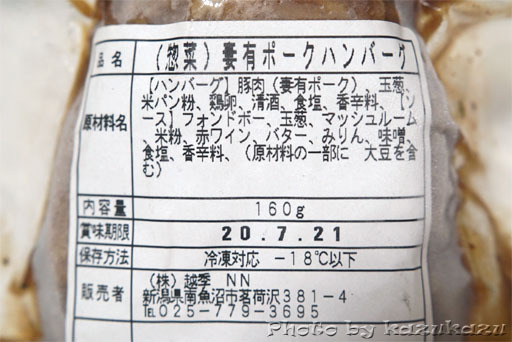 品名 (惣菜)妻有ポークハンバーグ
【ハンバーグ】豚肉(妻有ポーク)、玉葱、
米パン粉、鶏卵、清酒、食塩、香辛料、【ソ
原材料名 ース】フォンドボー、玉葱、マッシュルーム
、米粉、赤ワイン、バター、みりん、味噌、
食塩、香辛料、(原材料の一部に 大豆を含
む)
内容量 160g
賞味期限 20.7.21
保存方法 冷凍対応 -18℃以下
販売者 (株)越季 NN
新潟県南魚沼市茗荷沢381-4
TEL025-779-3695
Photo by kazukazu